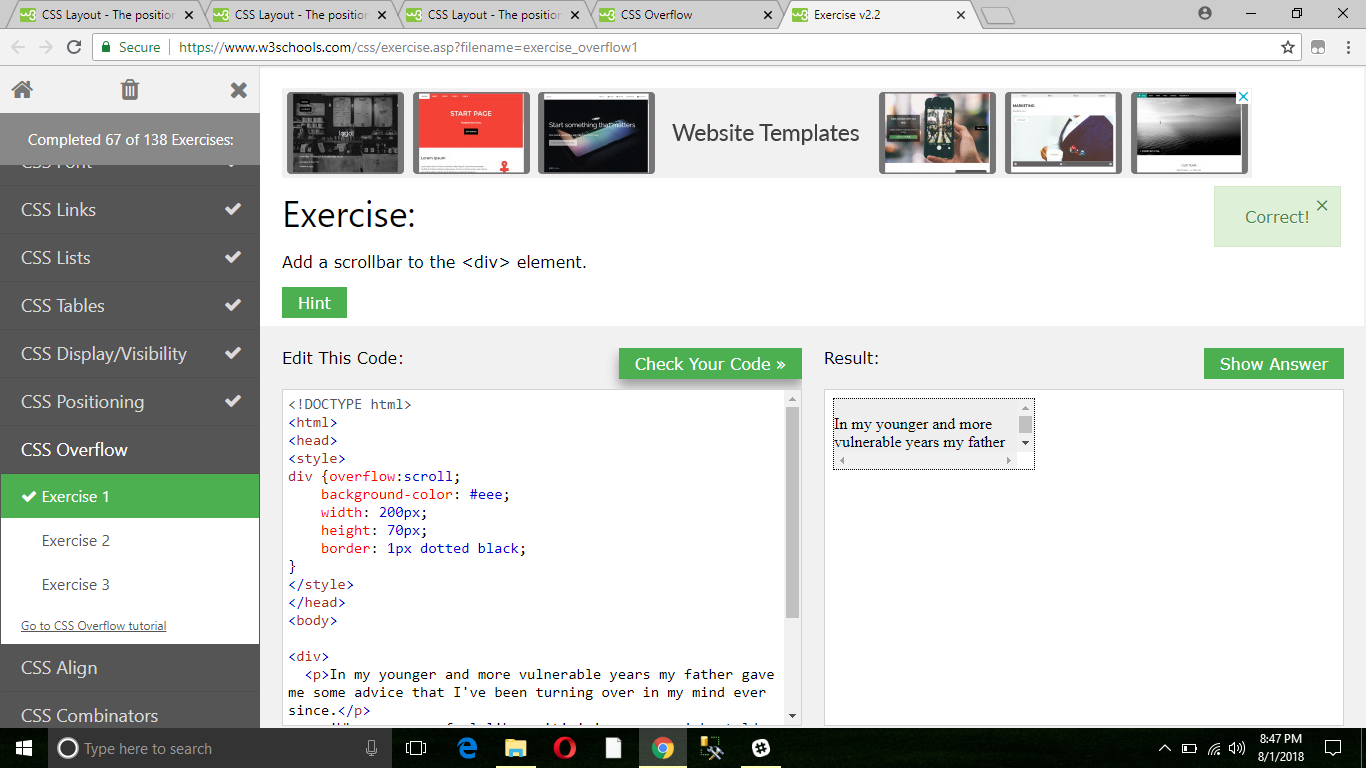 CSS Layout - The position
CSS Layout - The position
CSS Layout - The position
CSS Overflow
Exercise v2.2
Secure
https://www.w3schools.com/css/exercise.asp?filename=exercise_overflow1
Completed 67 of 138 Exercises:
CSS Font
CSS Links
CSS Lists
CSS Tables
CSS Display/Visibility
CSS Positioning
CSS Overflow
Exercise 1
Exercise 2
Exercise 3
Go to CSS Overflow tutorial
CSS Align
CSS Combinators
START PAGE
Start something that matters
Website Templates
MARKETING
Exercise:
Correct!
Add a scrollbar to the <div> element.
Hint
Edit This Code:
Check Your Code »
Result:
Show Answer
<!DOCTYPE html>
<html>
<head>
<style>
div {overflow:scroll;
background-color: #eee;
width: 200px;
height: 70px;
border: 1px dotted black;
}
</style>
</head>
<body>
<div>
<p>In my younger and more vulnerable years my father gave
me some advice that I've been turning over in my mind ever
since.</p>
In my younger and more
vulnerable years my father
Type here to search
8:47 PM
8/1/2018